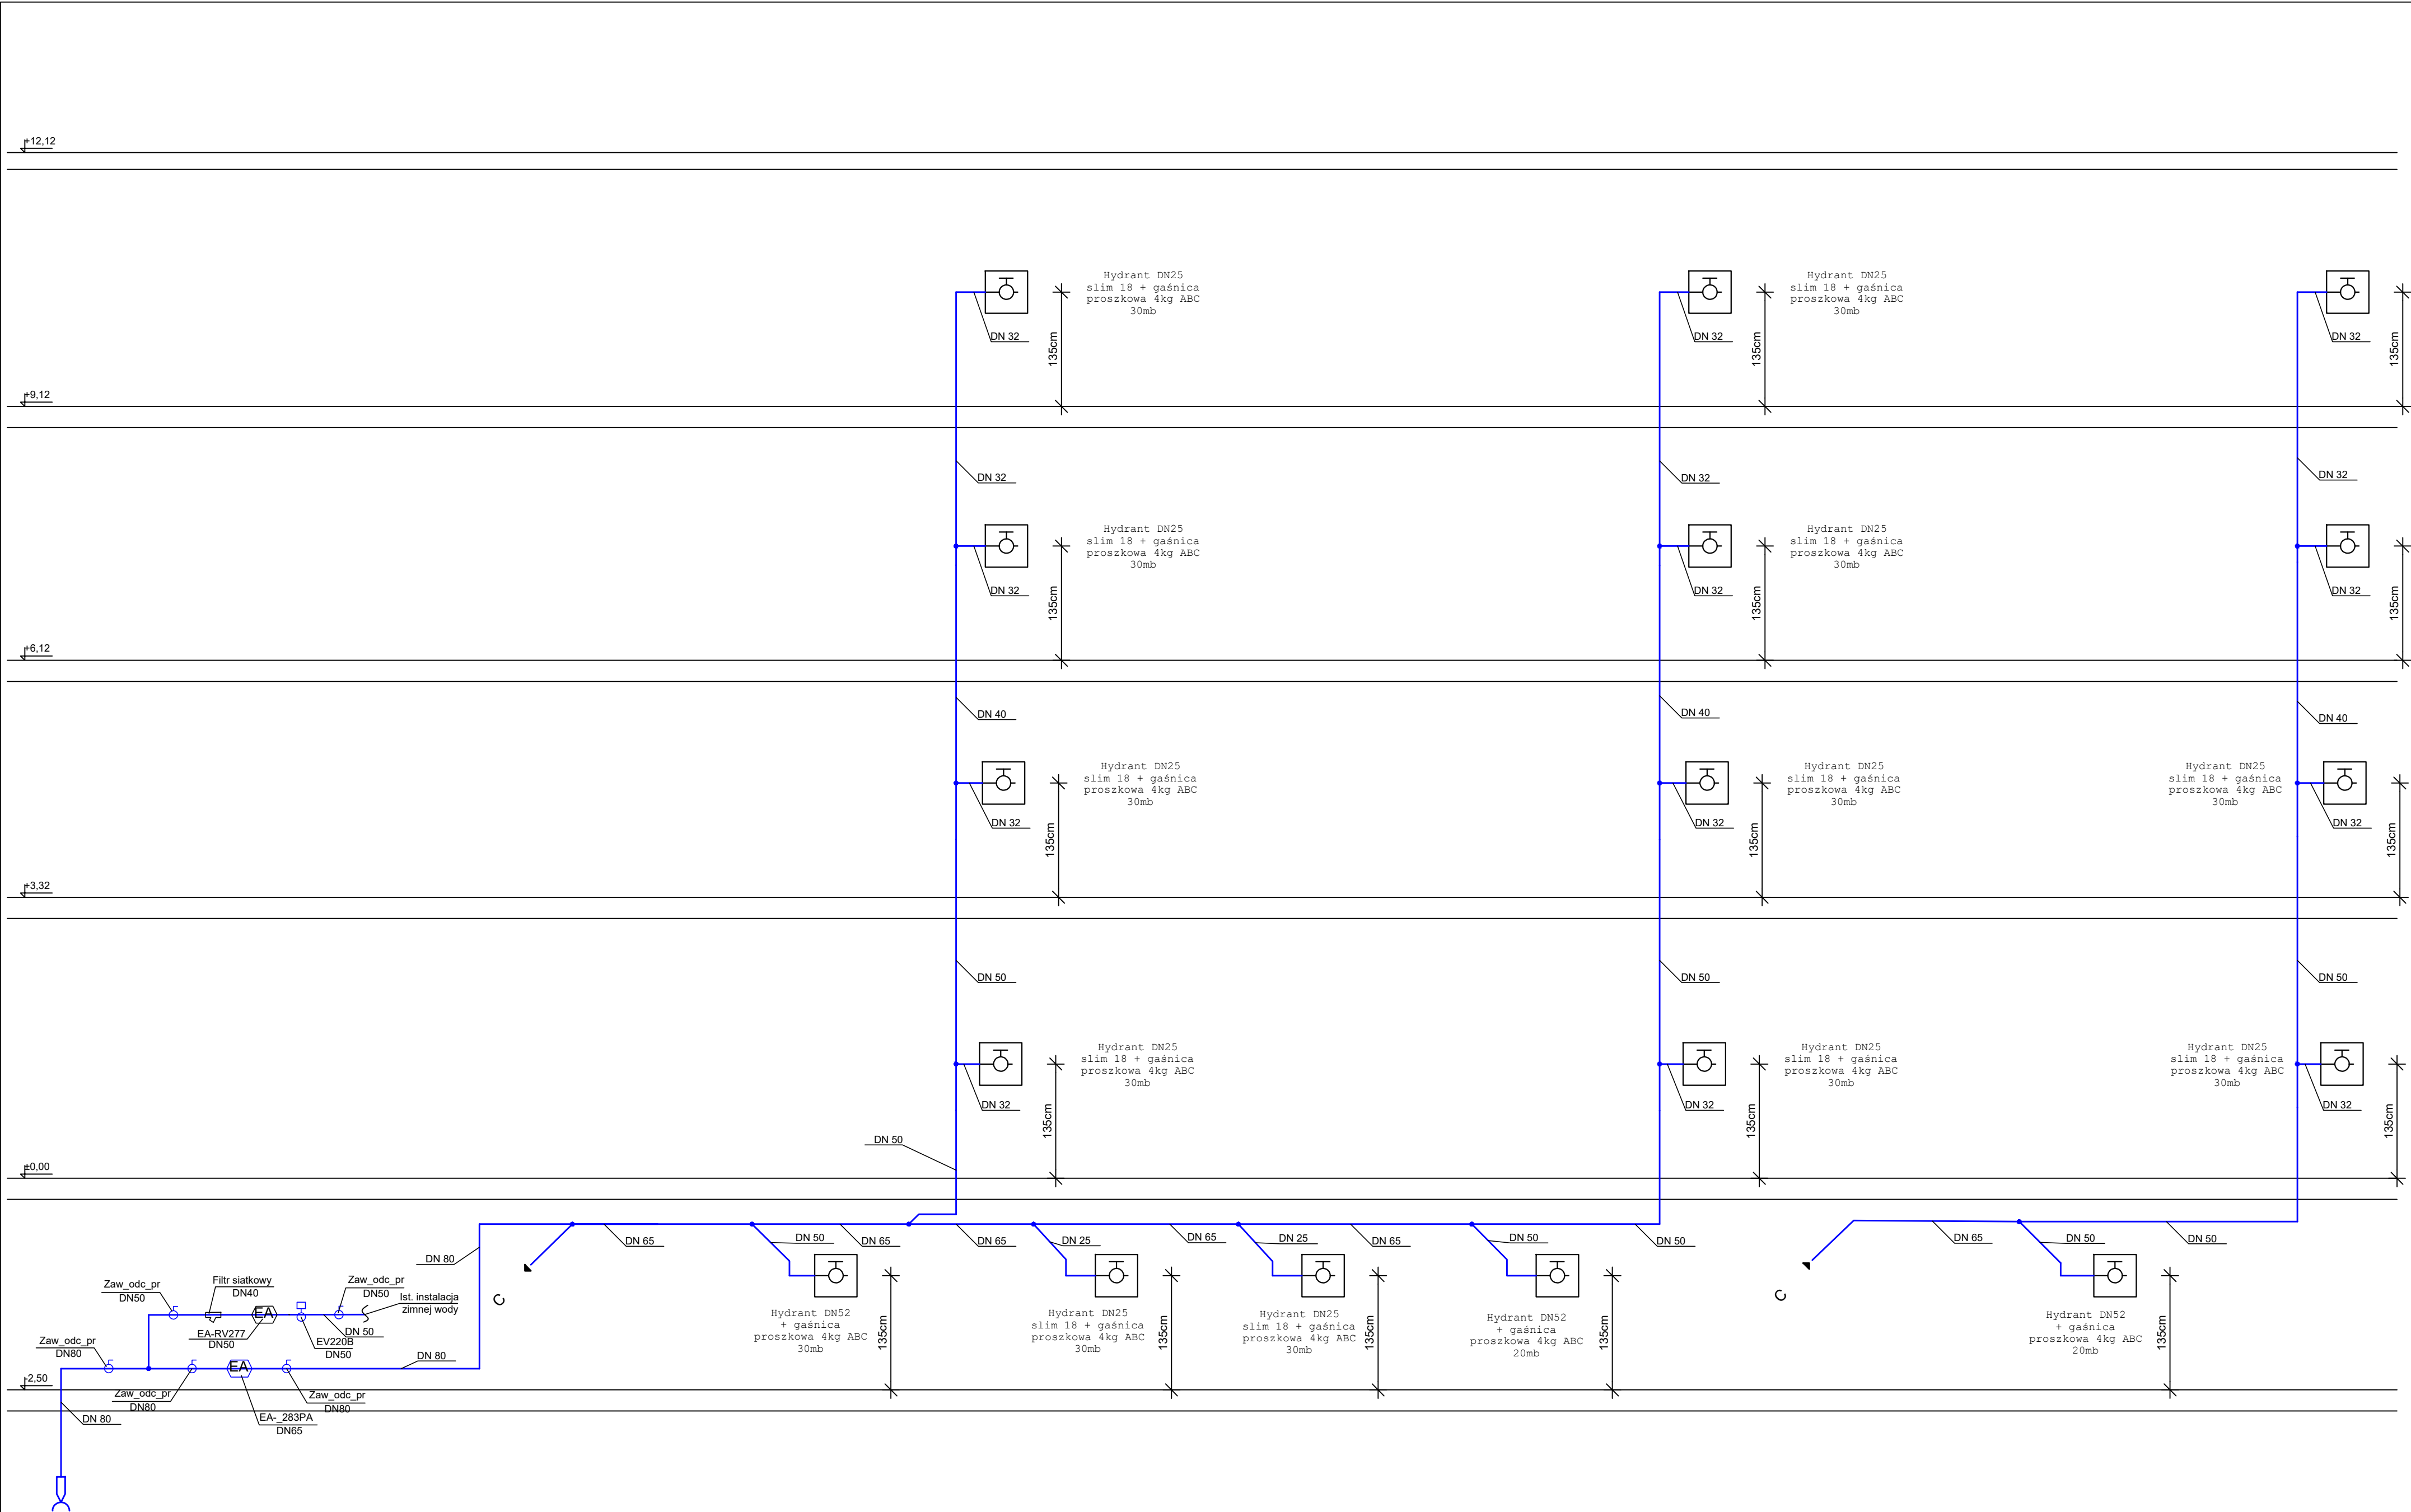 +12,12
Hydrant DN25
slim 18 + gaśnica
proszkowa 4kg ABC
30mb
DN 32
135cm
Hydrant DN25
slim 18 + gaśnica
proszkowa 4kg ABC
30mb
DN 32
135cm
DN 32
135cm
+9,12
DN 32
DN 32
DN 32
Hydrant DN25
slim 18 + gaśnica
proszkowa 4kg ABC
30mb
DN 32
135cm
Hydrant DN25
slim 18 + gaśnica
proszkowa 4kg ABC
30mb
DN 32
135cm
DN 32
135cm
+6,12
DN 40
DN 40
DN 40
Hydrant DN25
slim 18 + gaśnica
proszkowa 4kg ABC
30mb
DN 32
135cm
Hydrant DN25
slim 18 + gaśnica
proszkowa 4kg ABC
30mb
DN 32
135cm
Hydrant DN25
slim 18 + gaśnica
proszkowa 4kg ABC
30mb
DN 32
135cm
+3,32
DN 50
DN 50
DN 50
Hydrant DN25
slim 18 + gaśnica
proszkowa 4kg ABC
30mb
DN 32
135cm
Hydrant DN25
slim 18 + gaśnica
proszkowa 4kg ABC
30mb
DN 32
135cm
Hydrant DN25
slim 18 + gaśnica
proszkowa 4kg ABC
30mb
DN 32
135cm
DN 50
±0,00
DN 80
DN 65
DN 50
DN 65
DN 65
DN 25
DN 65
DN 25
DN 65
DN 50
DN 50
DN 65
DN 50
DN 50
C
C
Hydrant DN52
+ gaśnica
proszkowa 4kg ABC
30mb
135cm
Hydrant DN25
slim 18 + gaśnica
proszkowa 4kg ABC
30mb
135cm
Hydrant DN25
slim 18 + gaśnica
proszkowa 4kg ABC
30mb
135cm
Hydrant DN52
+ gaśnica
proszkowa 4kg ABC
20mb
135cm
Hydrant DN52
+ gaśnica
proszkowa 4kg ABC
20mb
135cm
Zaw_odc_pr
DN50
Filtr siatkowy
DN40
Zaw_odc_pr
DN50
Ist. instalacja
zimnej wody
EA
EA-RV277
DN50
EV220B
DN50
DN 50
Zaw_odc_pr
DN80
EA
DN 80
-2,50
Zaw_odc_pr
DN80
Zaw_odc_pr
DN80
DN 80
EA-_283PA
DN65